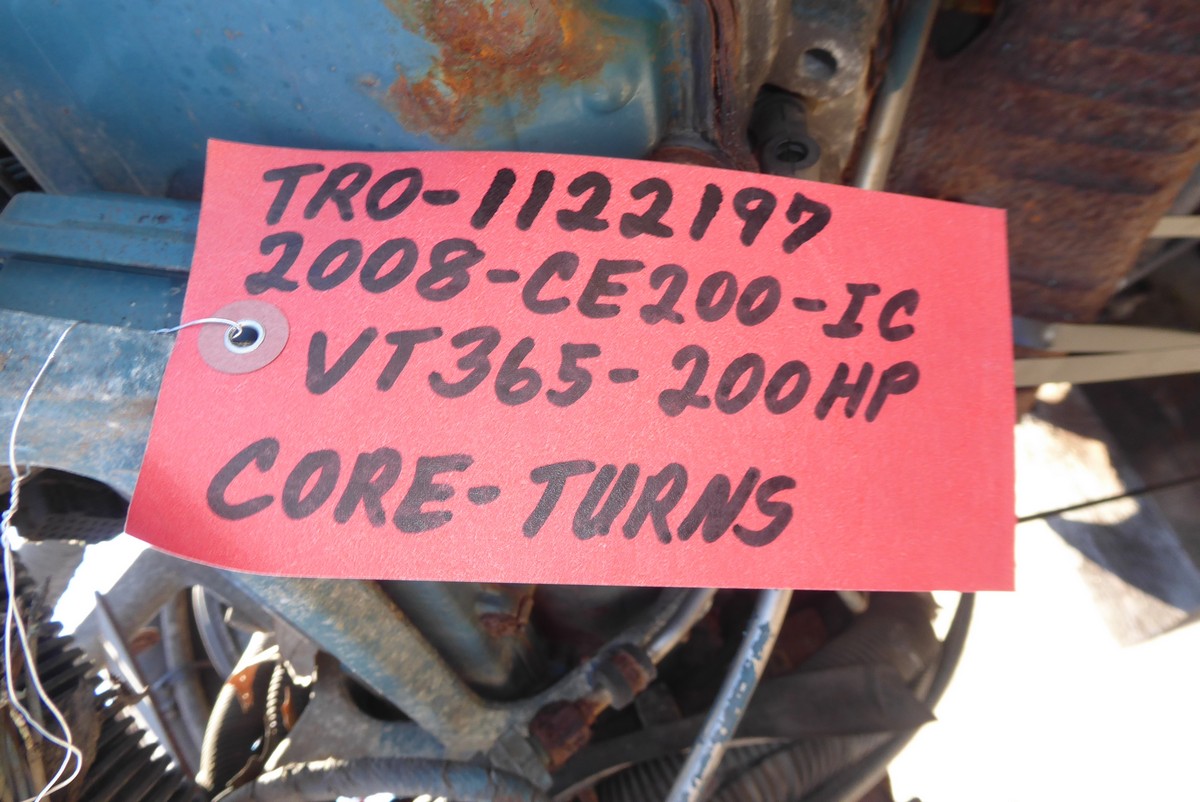 TRO-1122197
2008-CE200-IC
VT365-200HP
CORE-TURNS